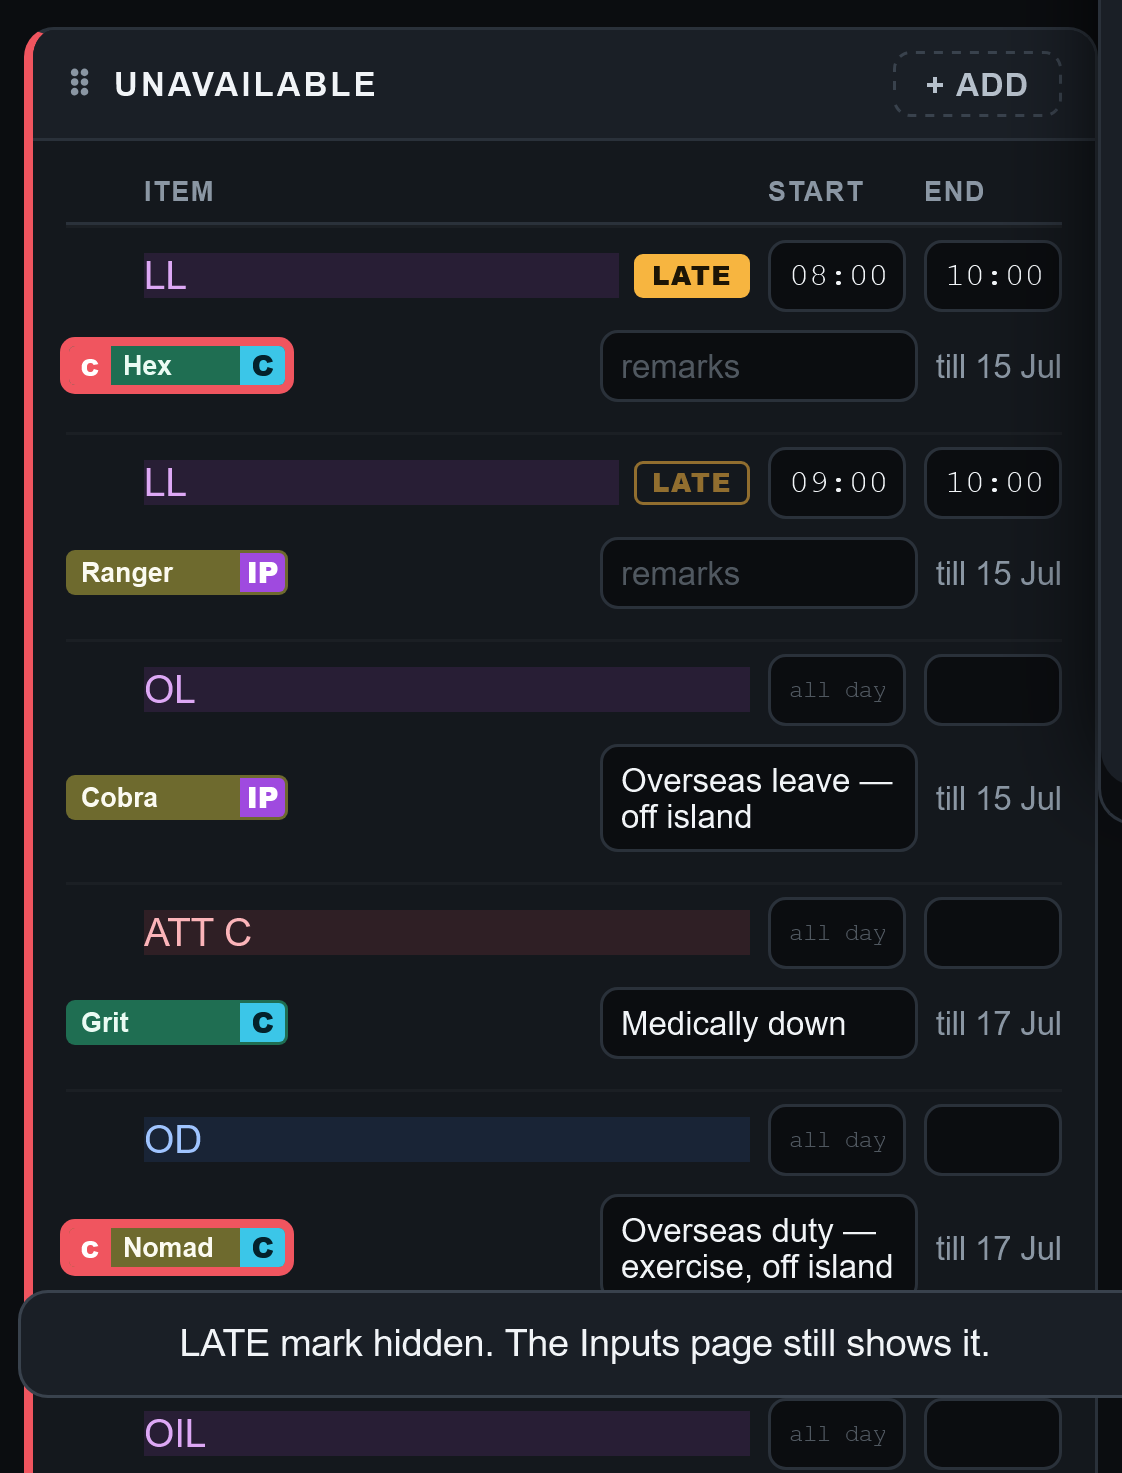 UNAVAILABLE
+ ADD
ITEM START END
LL LATE 08:00 10:00
c Hex C remarks till 15 Jul
LL LATE 09:00 10:00
Ranger IP remarks till 15 Jul
OL all day
Cobra IP Overseas leave — till 15 Jul
off island
ATT C all day
Grit C Medically down till 17 Jul
OD all day
c Nomad C Overseas duty — till 17 Jul
exercise, off island
LATE mark hidden. The Inputs page still shows it.
OIL all day